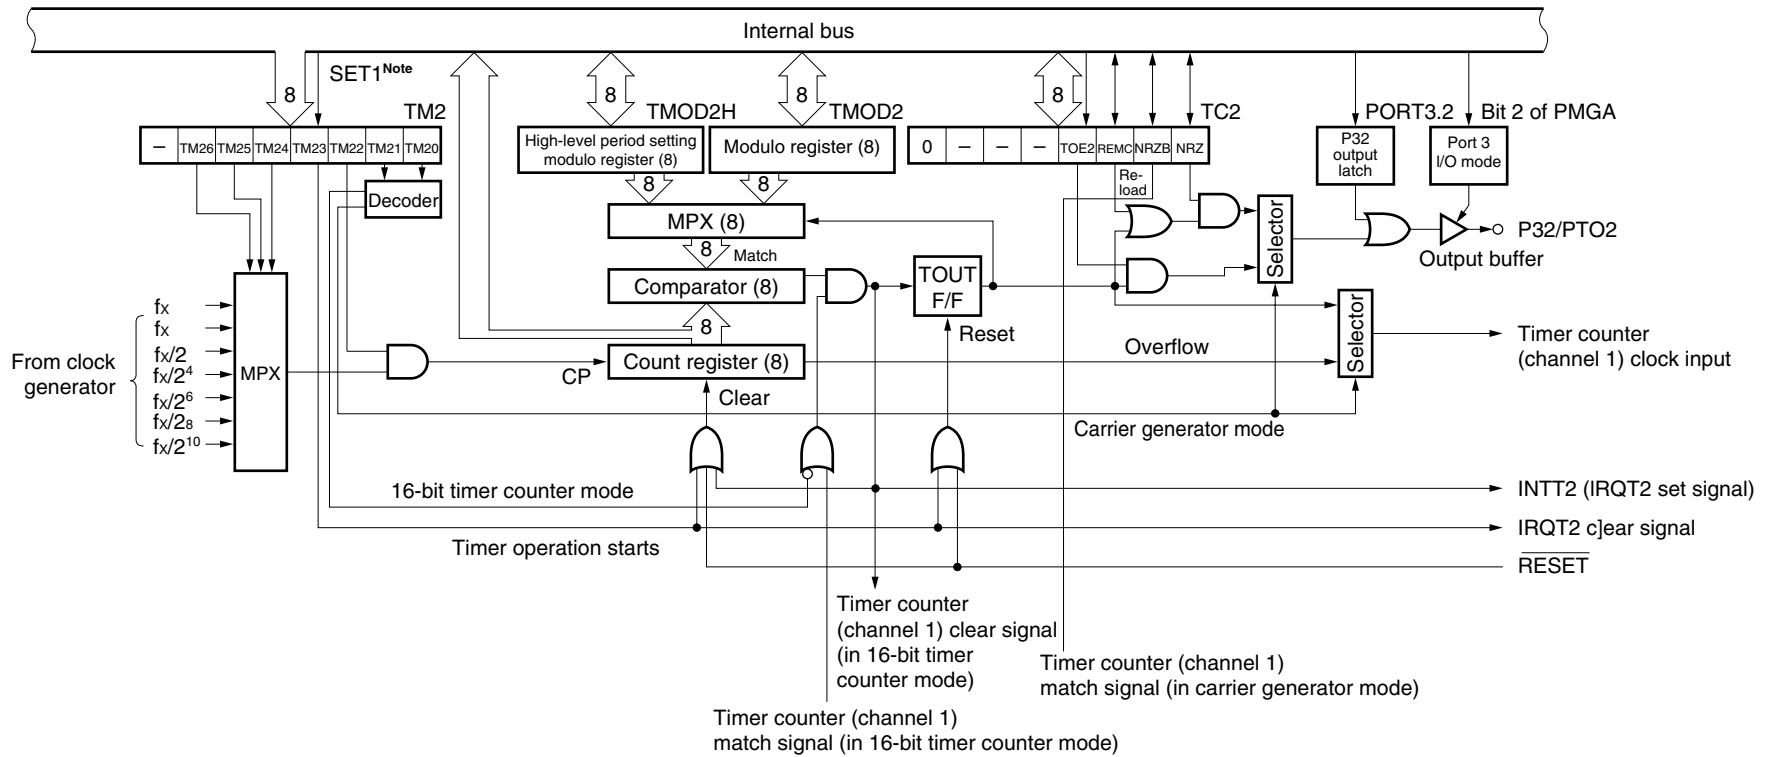 Internal bus
SET1Note
8
8
8
8
TM2
TMOD2H
TMOD2
TC2
PORT3.2
Bit 2 of PMGA
–
TM26
TM25
TM24
TM23
TM22
TM21
TM20
High-level period setting
modulo register (8)
Modulo register (8)
0
–
–
–
TOE2
REMC
NRZB
NRZ
P32
output
latch
Port 3
I/O mode
Decoder
8
8
Re-
load
MPX (8)
Selector
P32/PTO2
Output buffer
8
Match
Comparator (8)
TOUT
F/F
8
Reset
From clock
generator
fX
fX
fX/2
fX/2⁴
fX/2⁶
fX/28
fX/2¹⁰
MPX
CP
Count register (8)
Overflow
Selector
Timer counter
(channel 1) clock input
Clear
Carrier generator mode
16-bit timer counter mode
INTT2 (IRQT2 set signal)
IRQT2 c]ear signal
Timer operation starts
RESET
Timer counter
(channel 1) clear signal
(in 16-bit timer
counter mode)
Timer counter (channel 1)
match signal (in carrier generator mode)
Timer counter (channel 1)
match signal (in 16-bit timer counter mode)